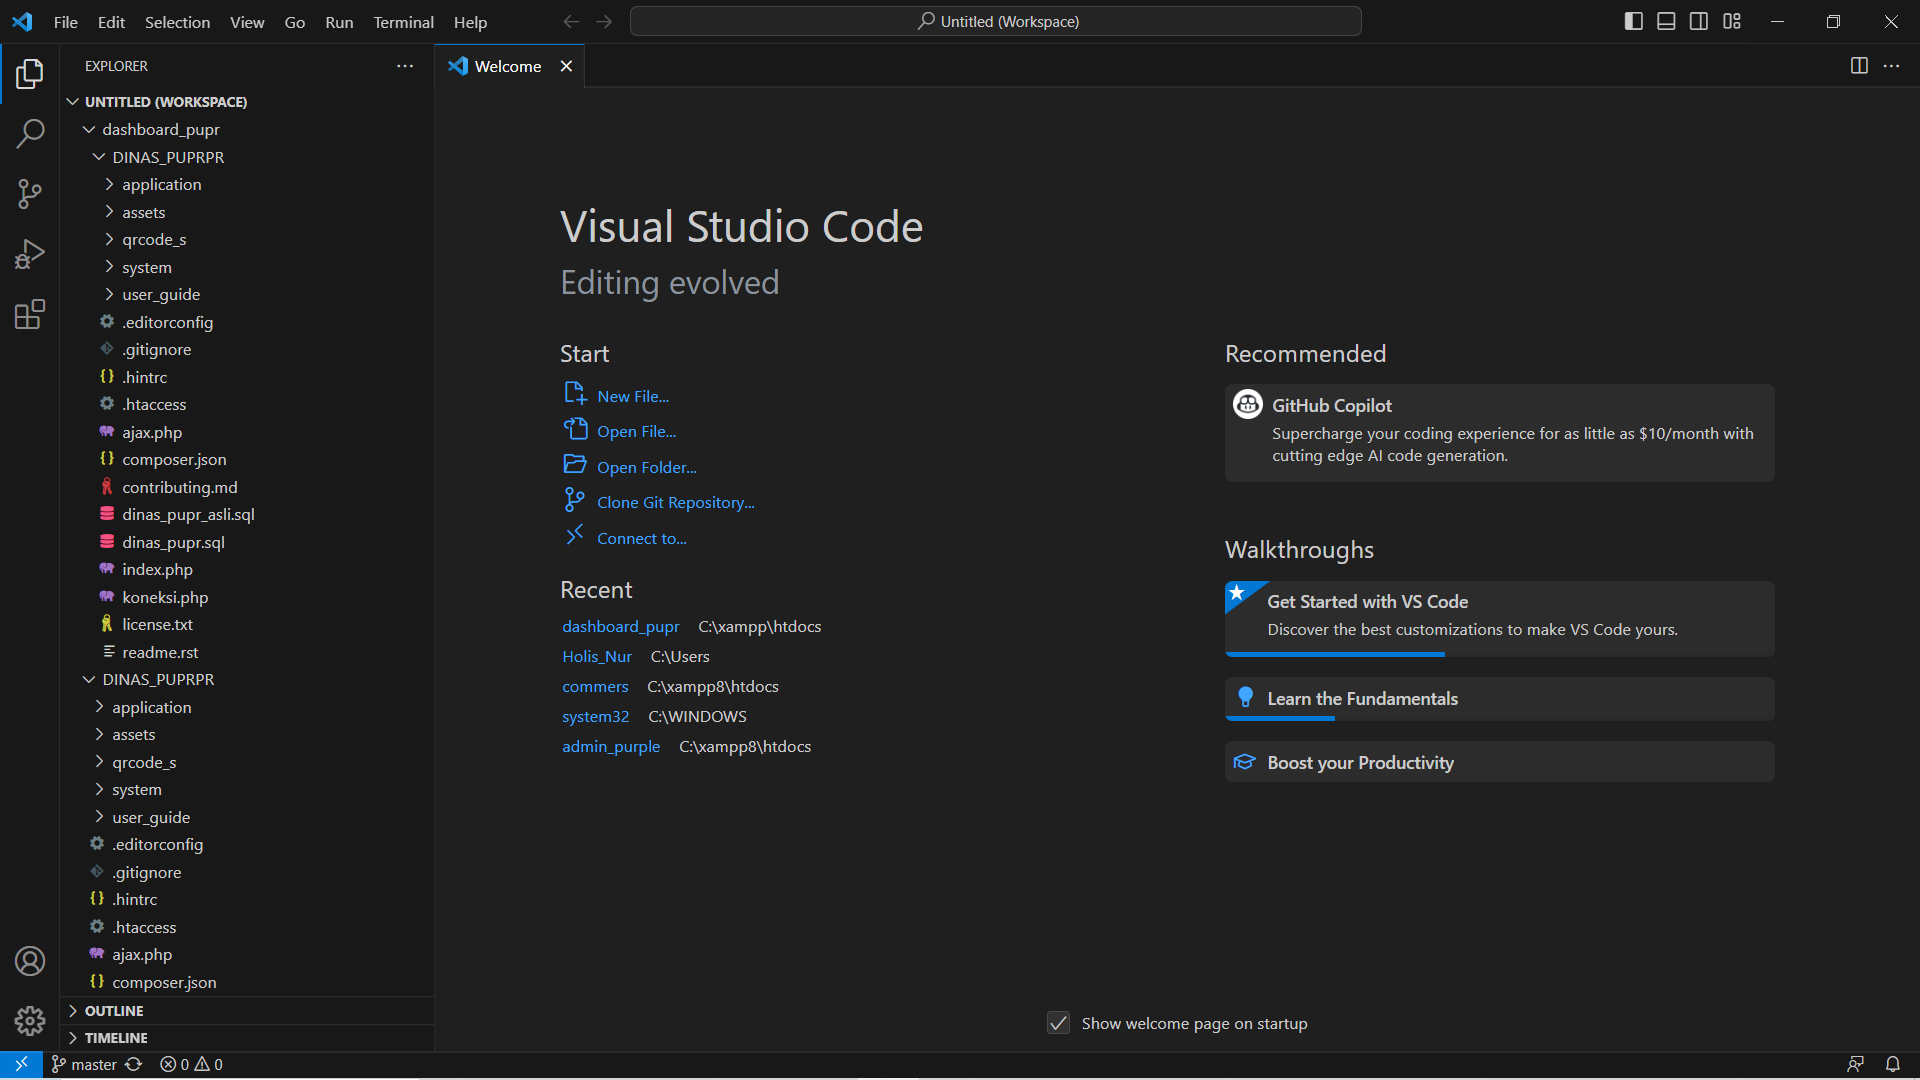 File Edit Selection View Go Run Terminal Help
Untitled (Workspace)
EXPLORER
UNTITLED (WORKSPACE)
dashboard_pupr
DINAS_PUPRPR
application
assets
qrcode_s
system
user_guide
.editorconfig
.gitignore
.hintrc
.htaccess
ajax.php
composer.json
contributing.md
dinas_pupr_asli.sql
dinas_pupr.sql
index.php
koneksi.php
license.txt
readme.rst
DINAS_PUPRPR
application
assets
qrcode_s
system
user_guide
.editorconfig
.gitignore
.hintrc
.htaccess
ajax.php
composer.json
OUTLINE
TIMELINE
Welcome
Visual Studio Code
Editing evolved
Start
New File...
Open File...
Open Folder...
Clone Git Repository...
Connect to...
Recent
dashboard_pupr C:\xampp\htdocs
Holis_Nur C:\Users
commers C:\xampp8\htdocs
system32 C:\WINDOWS
admin_purple C:\xampp8\htdocs
Recommended
GitHub Copilot
Supercharge your coding experience for as little as $10/month with
cutting edge AI code generation.
Walkthroughs
Get Started with VS Code
Discover the best customizations to make VS Code yours.
Learn the Fundamentals
Boost your Productivity
Show welcome page on startup
master 0 0